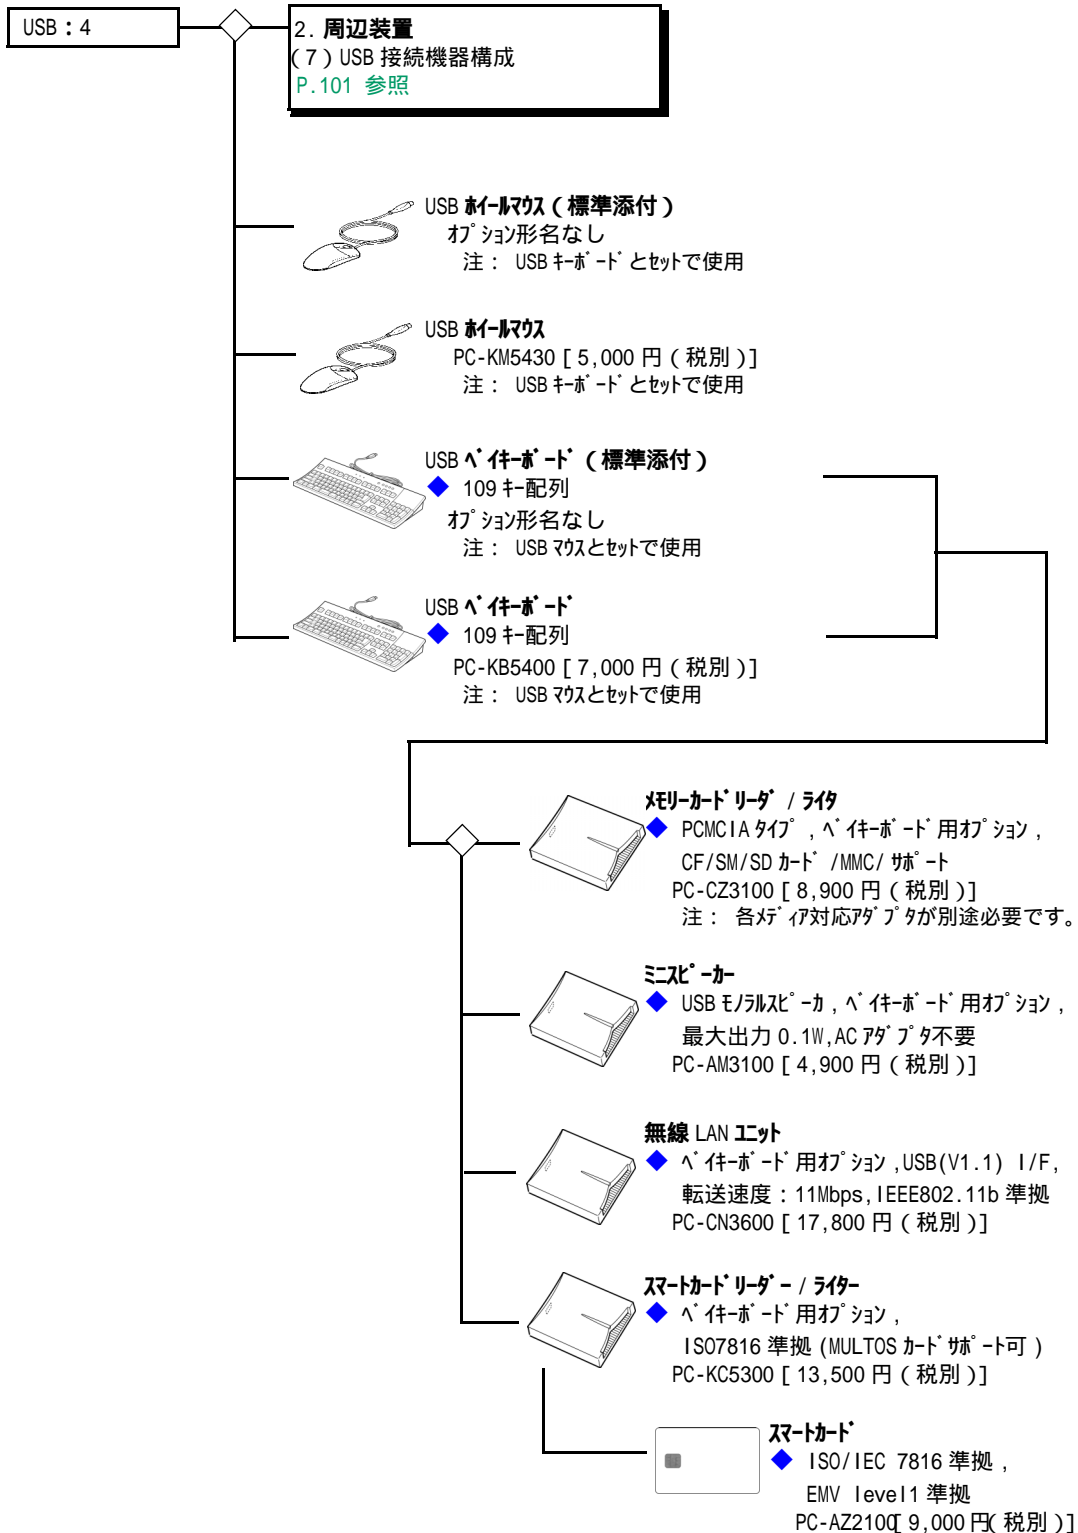 USB：4
2. 周辺装置
(7) USB 接続機器構成
P.101 参照
USB ﾎｲｰﾙﾏｳｽ (標準添付)
ｵﾌﾟｼｮﾝ形名なし
注： USB ｷｰﾎﾞｰﾄﾞとｾｯﾄで使用
USB ﾎｲｰﾙﾏｳｽ
PC-KM5430 [5,000 円 (税別)]
注： USB ｷｰﾎﾞｰﾄﾞとｾｯﾄで使用
USB ﾍﾞｲｷｰﾎﾞｰﾄﾞ (標準添付)
◆ 109 ｷｰ配列
ｵﾌﾟｼｮﾝ形名なし
注： USB ﾏｳｽとｾｯﾄで使用
USB ﾍﾞｲｷｰﾎﾞｰﾄﾞ
◆ 109 ｷｰ配列
PC-KB5400 [7,000 円 (税別)]
注： USB ﾏｳｽとｾｯﾄで使用
ﾒﾓﾘｰｶｰﾄﾞﾘｰﾀﾞ / ﾗｲﾀ
◆ PCMCIA ﾀｲﾌﾟ, ﾍﾞｲｷｰﾎﾞｰﾄﾞ用ｵﾌﾟｼｮﾝ,
CF/SM/SD ｶｰﾄﾞ /MMC/ ｻﾎﾟｰﾄ
PC-CZ3100 [8,900 円 (税別)]
注： 各ﾒﾃﾞｨｱ対応ｱﾀﾞﾌﾟﾀが別途必要です。
ﾐﾆｽﾋﾟｰｶｰ
◆ USB ﾓﾉﾗﾙｽﾋﾟｰｶ, ﾍﾞｲｷｰﾎﾞｰﾄﾞ用ｵﾌﾟｼｮﾝ,
最大出力 0.1W,AC ｱﾀﾞﾌﾟﾀ不要
PC-AM3100 [4,900 円 (税別)]
無線 LAN ﾕﾆｯﾄ
◆ ﾍﾞｲｷｰﾎﾞｰﾄﾞ用ｵﾌﾟｼｮﾝ,USB(V1.1) I/F,
転送速度：11Mbps,IEEE802.11b 準拠
PC-CN3600 [17,800 円 (税別)]
ｽﾏｰﾄｶｰﾄﾞﾘｰﾀﾞｰ / ﾗｲﾀｰ
◆ ﾍﾞｲｷｰﾎﾞｰﾄﾞ用ｵﾌﾟｼｮﾝ,
ISO7816 準拠 (MULTOS ｶｰﾄﾞｻﾎﾟｰﾄ可)
PC-KC5300 [13,500 円 (税別)]
ｽﾏｰﾄｶｰﾄﾞ
◆ ISO/IEC 7816 準拠,
EMV level1 準拠
PC-AZ2100[9,000 円(税別)]